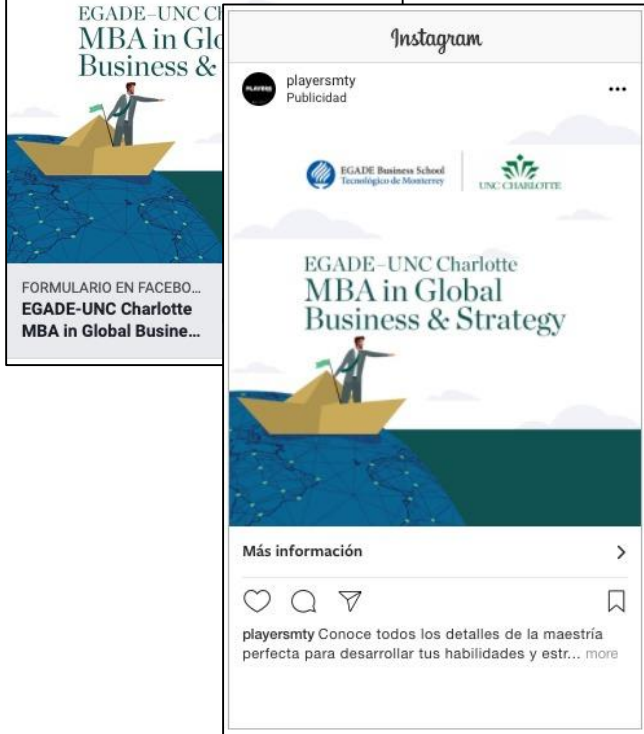 EGADE-UNC C
MBA in Glo
Business &
FORMULARIO EN FACEBO...
EGADE-UNC Charlotte
MBA in Global Busine...
Instagram
PLAYERS
playersmty
Publicidad
EGADE Business School
Tecnológico de Monterrey
UNC CHARLOTTE
EGADE-UNC Charlotte
MBA in Global
Business & Strategy
Más información
playersmty Conoce todos los detalles de la maestría
perfecta para desarrollar tus habilidades y estr... more